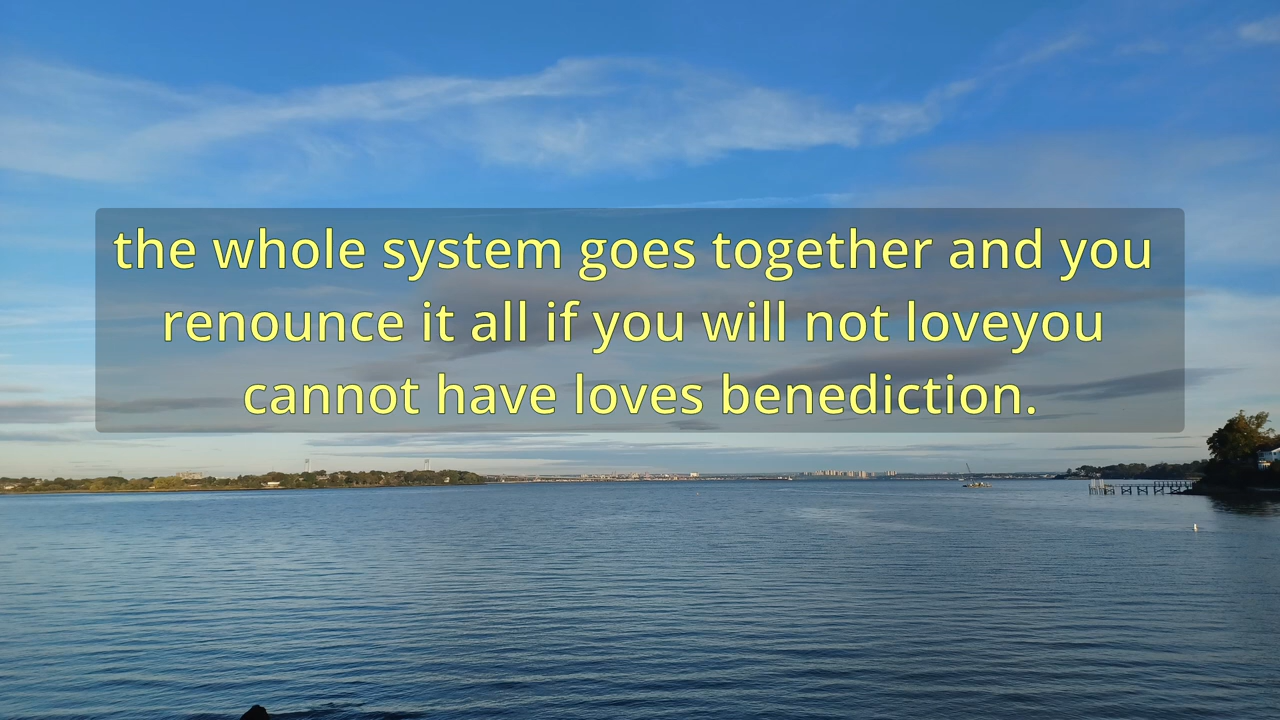 the whole system goes together and you
renounce it all if you will not loveyou
cannot have loves benediction.